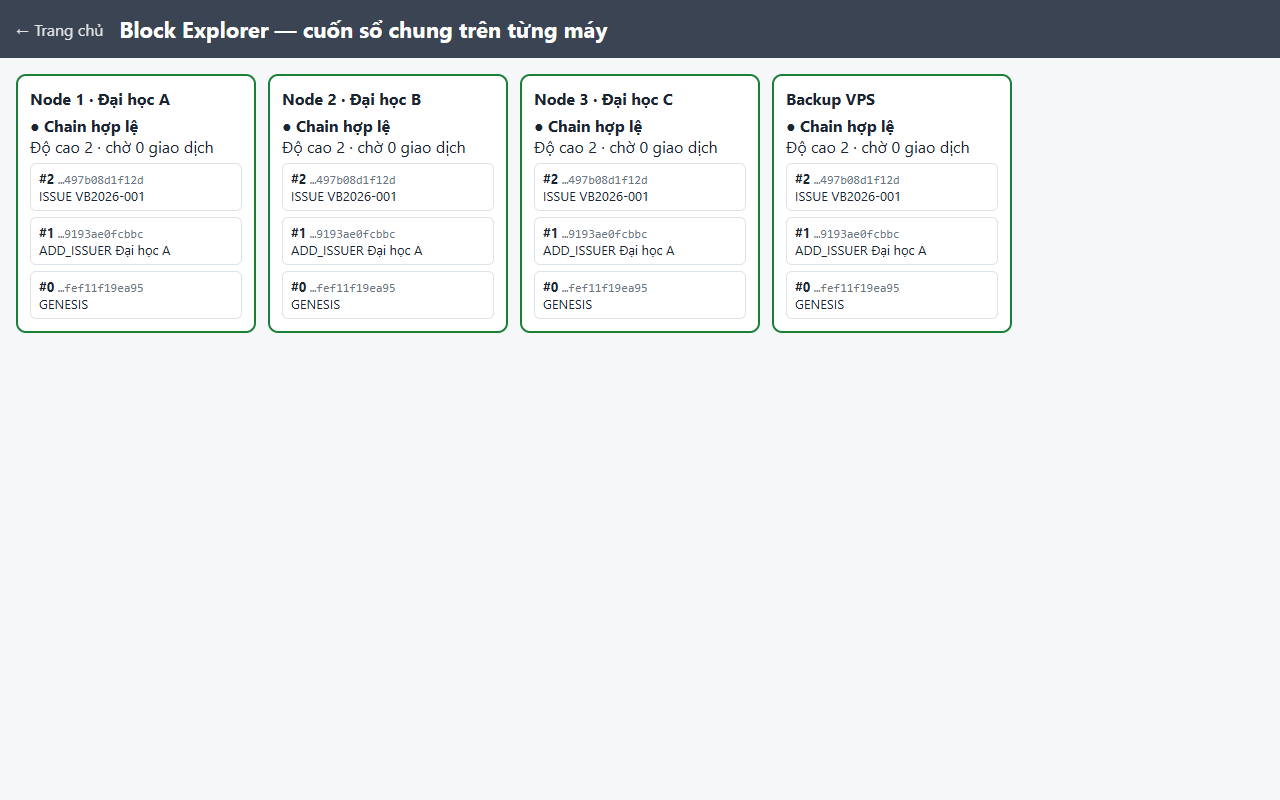 ← Trang chủ
Block Explorer — cuốn sổ chung trên từng máy
Node 1 · Đại học A
● Chain hợp lệ
Độ cao 2 · chờ 0 giao dịch
#2 …497b08d1f12d
ISSUE VB2026-001
#1 …9193ae0fcbbc
ADD_ISSUER Đại học A
#0 …fef11f19ea95
GENESIS
Node 2 · Đại học B
● Chain hợp lệ
Độ cao 2 · chờ 0 giao dịch
#2 …497b08d1f12d
ISSUE VB2026-001
#1 …9193ae0fcbbc
ADD_ISSUER Đại học A
#0 …fef11f19ea95
GENESIS
Node 3 · Đại học C
● Chain hợp lệ
Độ cao 2 · chờ 0 giao dịch
#2 …497b08d1f12d
ISSUE VB2026-001
#1 …9193ae0fcbbc
ADD_ISSUER Đại học A
#0 …fef11f19ea95
GENESIS
Backup VPS
● Chain hợp lệ
Độ cao 2 · chờ 0 giao dịch
#2 …497b08d1f12d
ISSUE VB2026-001
#1 …9193ae0fcbbc
ADD_ISSUER Đại học A
#0 …fef11f19ea95
GENESIS